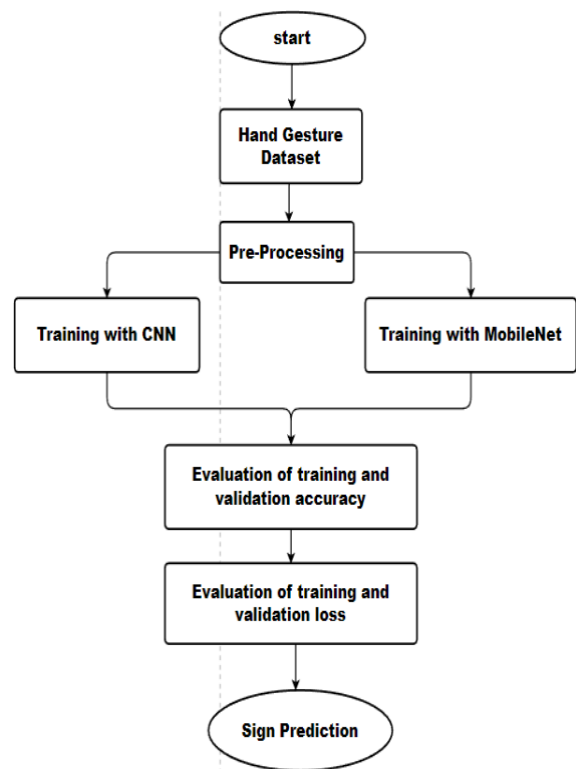 start
Hand Gesture
Dataset
Pre-Processing
Training with CNN
Training with MobileNet
Evaluation of training and
validation accuracy
Evaluation of training and
validation loss
Sign Prediction